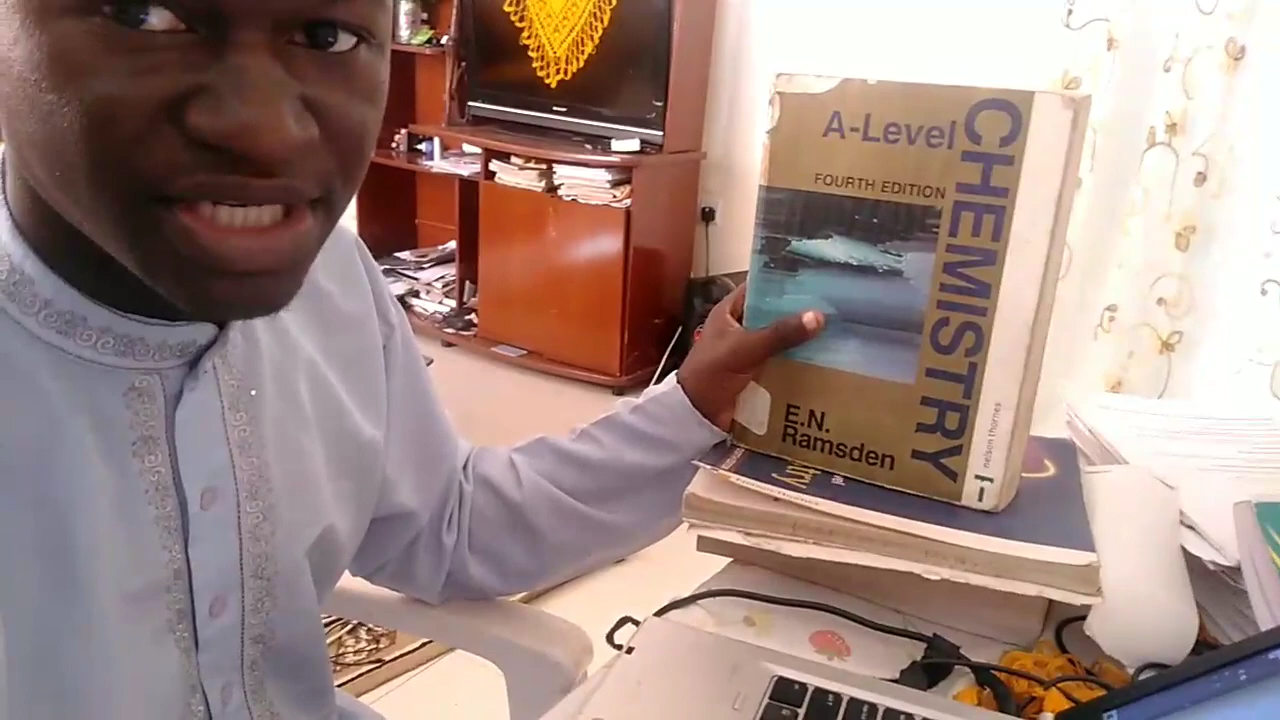 A-Level
CHEMISTRY
FOURTH EDITION
E.N.
Ramsden
nelson thornes